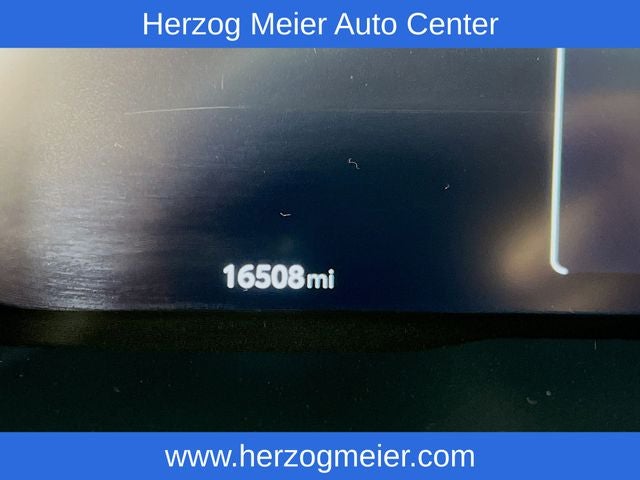 Herzog Meier Auto Center
16508mi
www.herzogmeier.com